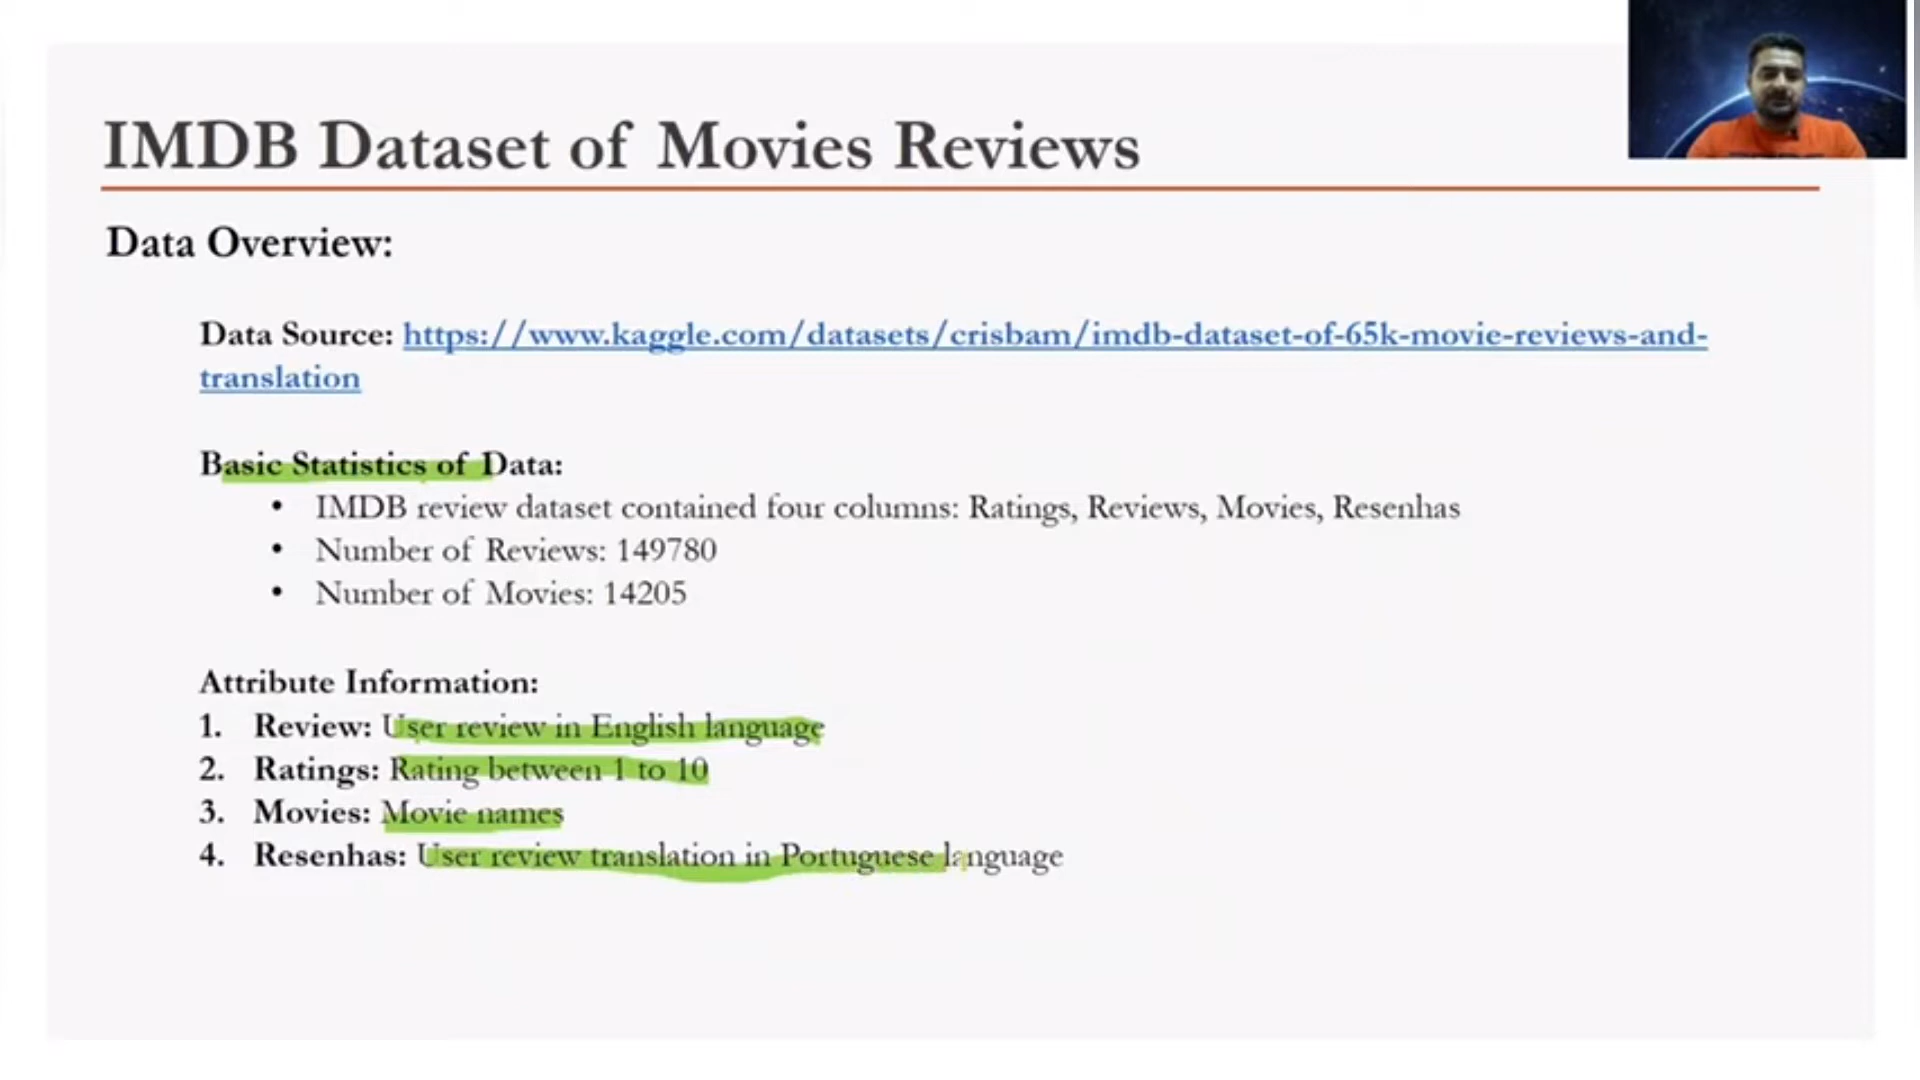 IMDB Dataset of Movies Reviews
Data Overview:
Data Source: https://www.kaggle.com/datasets/crisbam/imdb-dataset-of-65k-movie-reviews-and-
translation
Basic Statistics of Data:
• IMDB review dataset contained four columns: Ratings, Reviews, Movies, Resenhas
• Number of Reviews: 149780
• Number of Movies: 14205
Attribute Information:
1. Review: User review in English language
2. Ratings: Rating between 1 to 10
3. Movies: Movie names
4. Resenhas: User review translation in Portuguese language